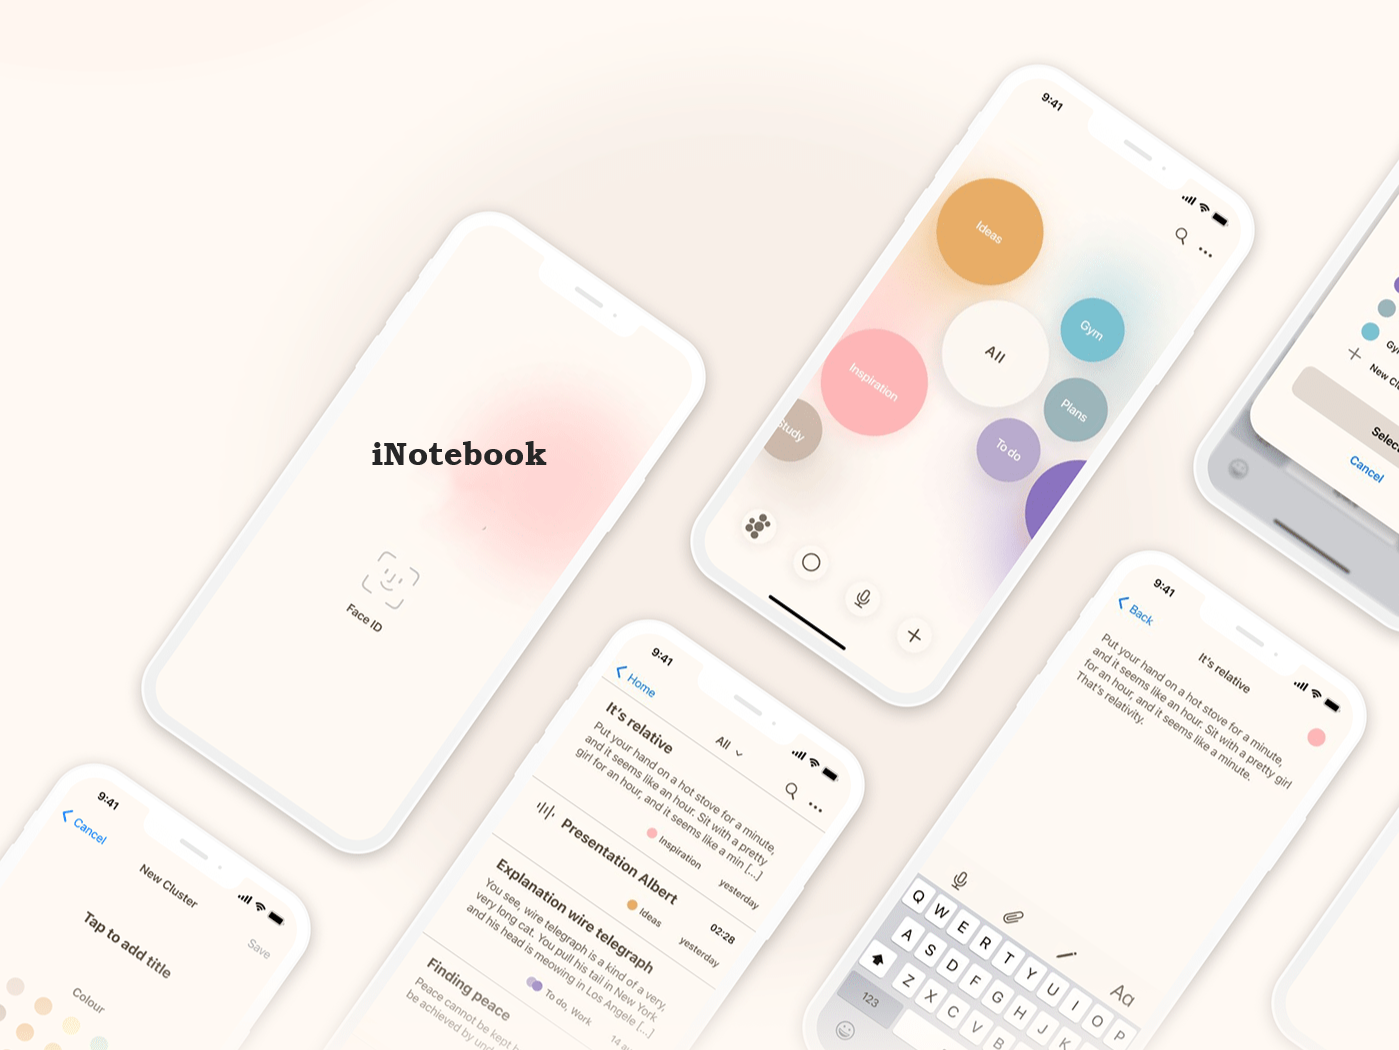 iNotebook
Face ID
9:41
Ideas
Gym
All
Inspiration
Plans
Study
To do
Gy
New Cl
Select
Cancel
9:41
Cancel
New Cluster
Save
Tap to add title
Colour
9:41
Home
All
It's relative
Put your hand on a hot stove for a minute,
and it seems like an hour. Sit with a pretty
girl for an hour, and it seems like a min [...]
Inspiration
yesterday
Presentation Albert
02:28
Ideas
yesterday
Explanation wire telegraph
You see, wire telegraph is a kind of a very,
very long cat. You pull his tail in New York
and his head is meowing in Los Angele [...]
To do, Work
14 a
Finding peace
Peace cannot be kept b
be achieved by und
9:41
Back
It's relative
Put your hand on a hot stove for a minute,
and it seems like an hour. Sit with a pretty girl
for an hour, and it seems like a minute.
That's relativity.
Aa
Q W E R T Y U I O P
A S D F G H J K
Z X C V B
123